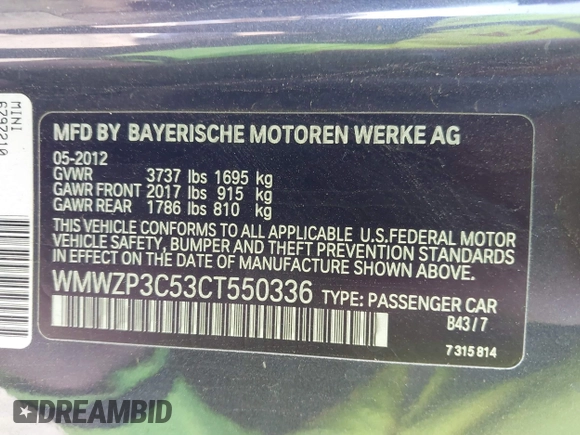 MINI
6797210
MFD BY BAYERISCHE MOTOREN WERKE AG
05-2012
GVWR 3737 lbs 1695 kg
GAWR FRONT 2017 lbs 915 kg
GAWR REAR 1786 lbs 810 kg
THIS VEHICLE CONFORMS TO ALL APPLICABLE U.S.FEDERAL MOTOR
VEHICLE SAFETY, BUMPER AND THEFT PREVENTION STANDARDS
IN EFFECT ON THE DATE OF MANUFACTURE SHOWN ABOVE.
WMWZP3C53CT550336 TYPE: PASSENGER CAR
B43/7
7 315 814
DREAMBID